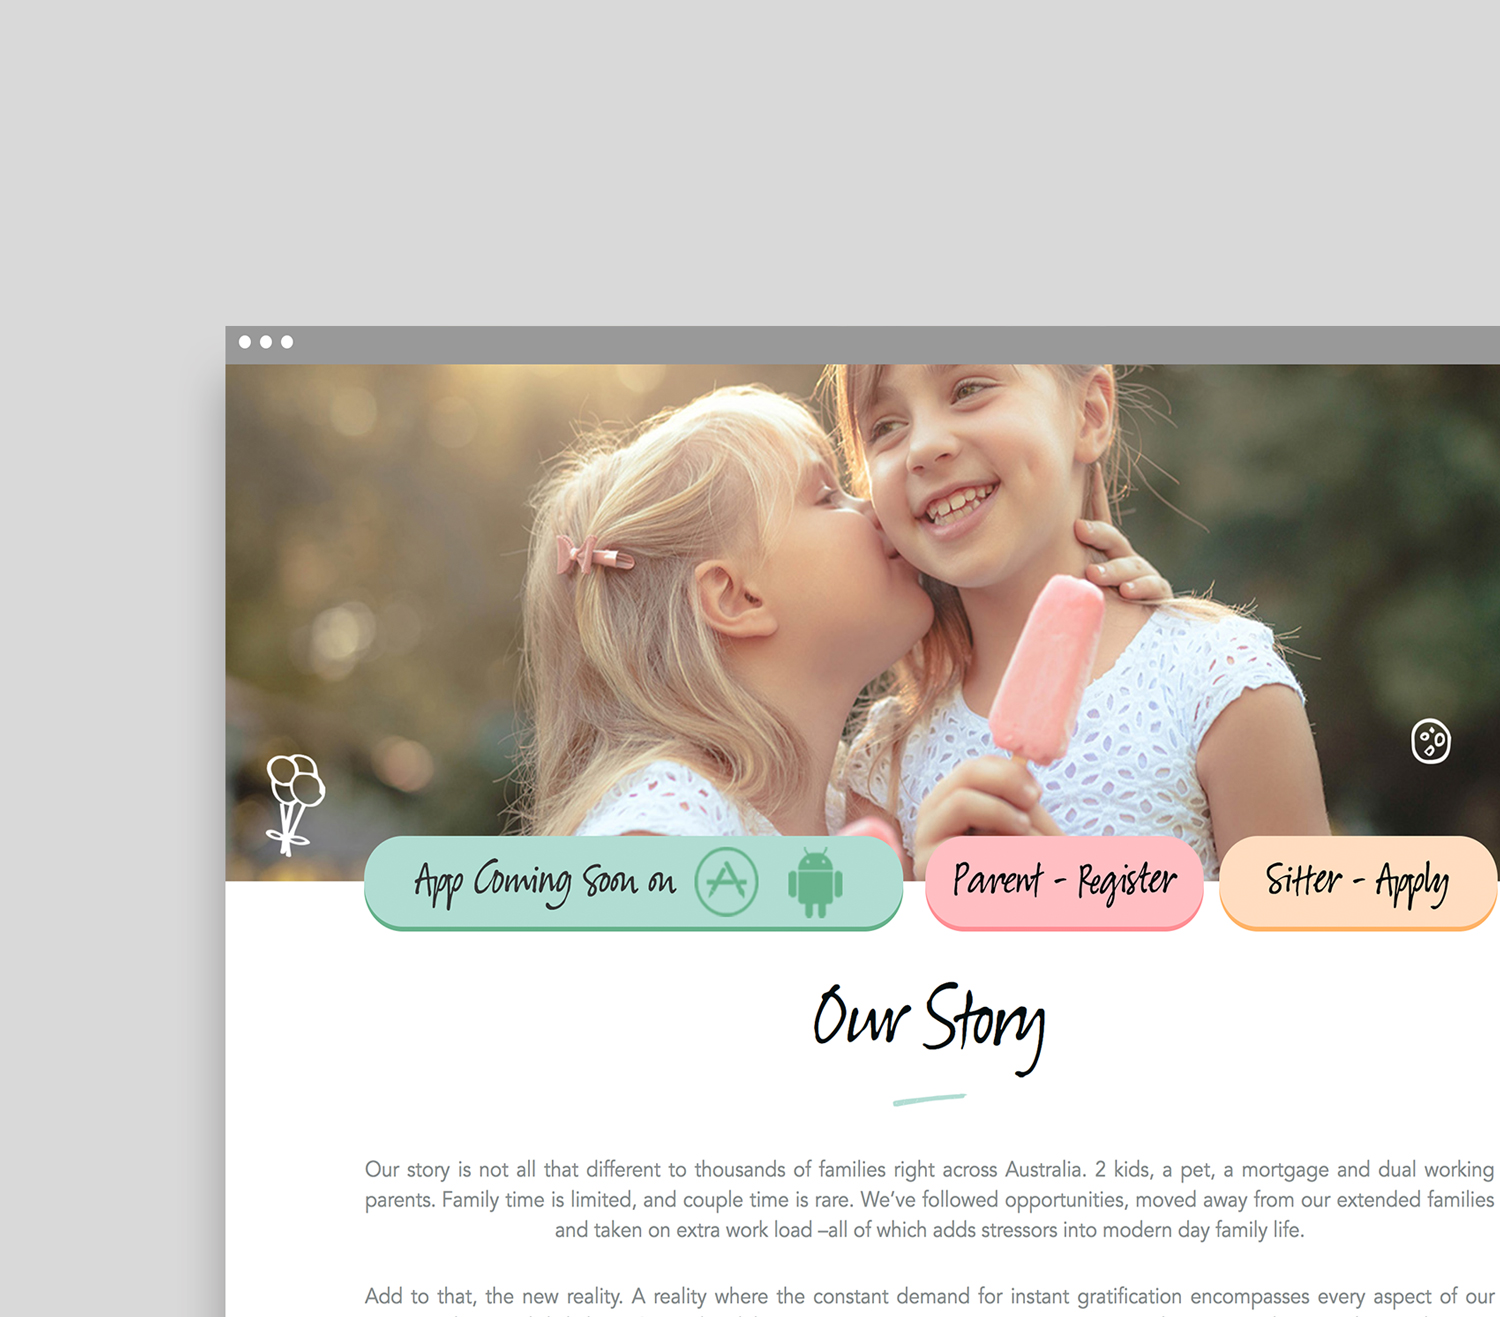 App Coming Soon on
Parent - Register
Sitter - Apply
Our Story
Our story is not all that different to thousands of families right across Australia. 2 kids, a pet, a mortgage and dual working
parents. Family time is limited, and couple time is rare. We’ve followed opportunities, moved away from our extended families
and taken on extra work load –all of which adds stressors into modern day family life.
Add to that, the new reality. A reality where the constant demand for instant gratification encompasses every aspect of our